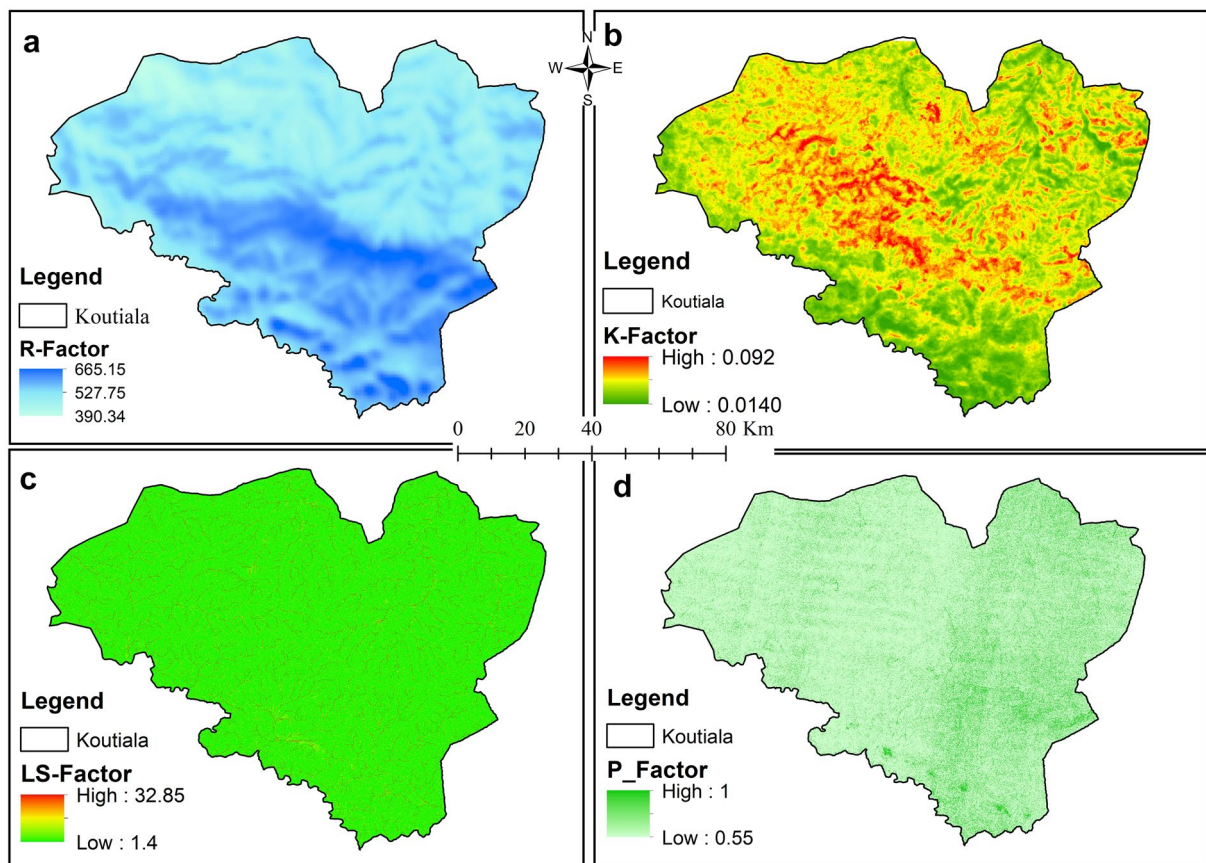 a
N
W E
S
b
Legend
Koutiala
R-Factor
665.15
527.75
390.34
Legend
Koutiala
K-Factor
High : 0.092
Low : 0.0140
0 20 40 80 Km
c
Legend
Koutiala
LS-Factor
High : 32.85
Low : 1.4
d
Legend
Koutiala
P_Factor
High : 1
Low : 0.55